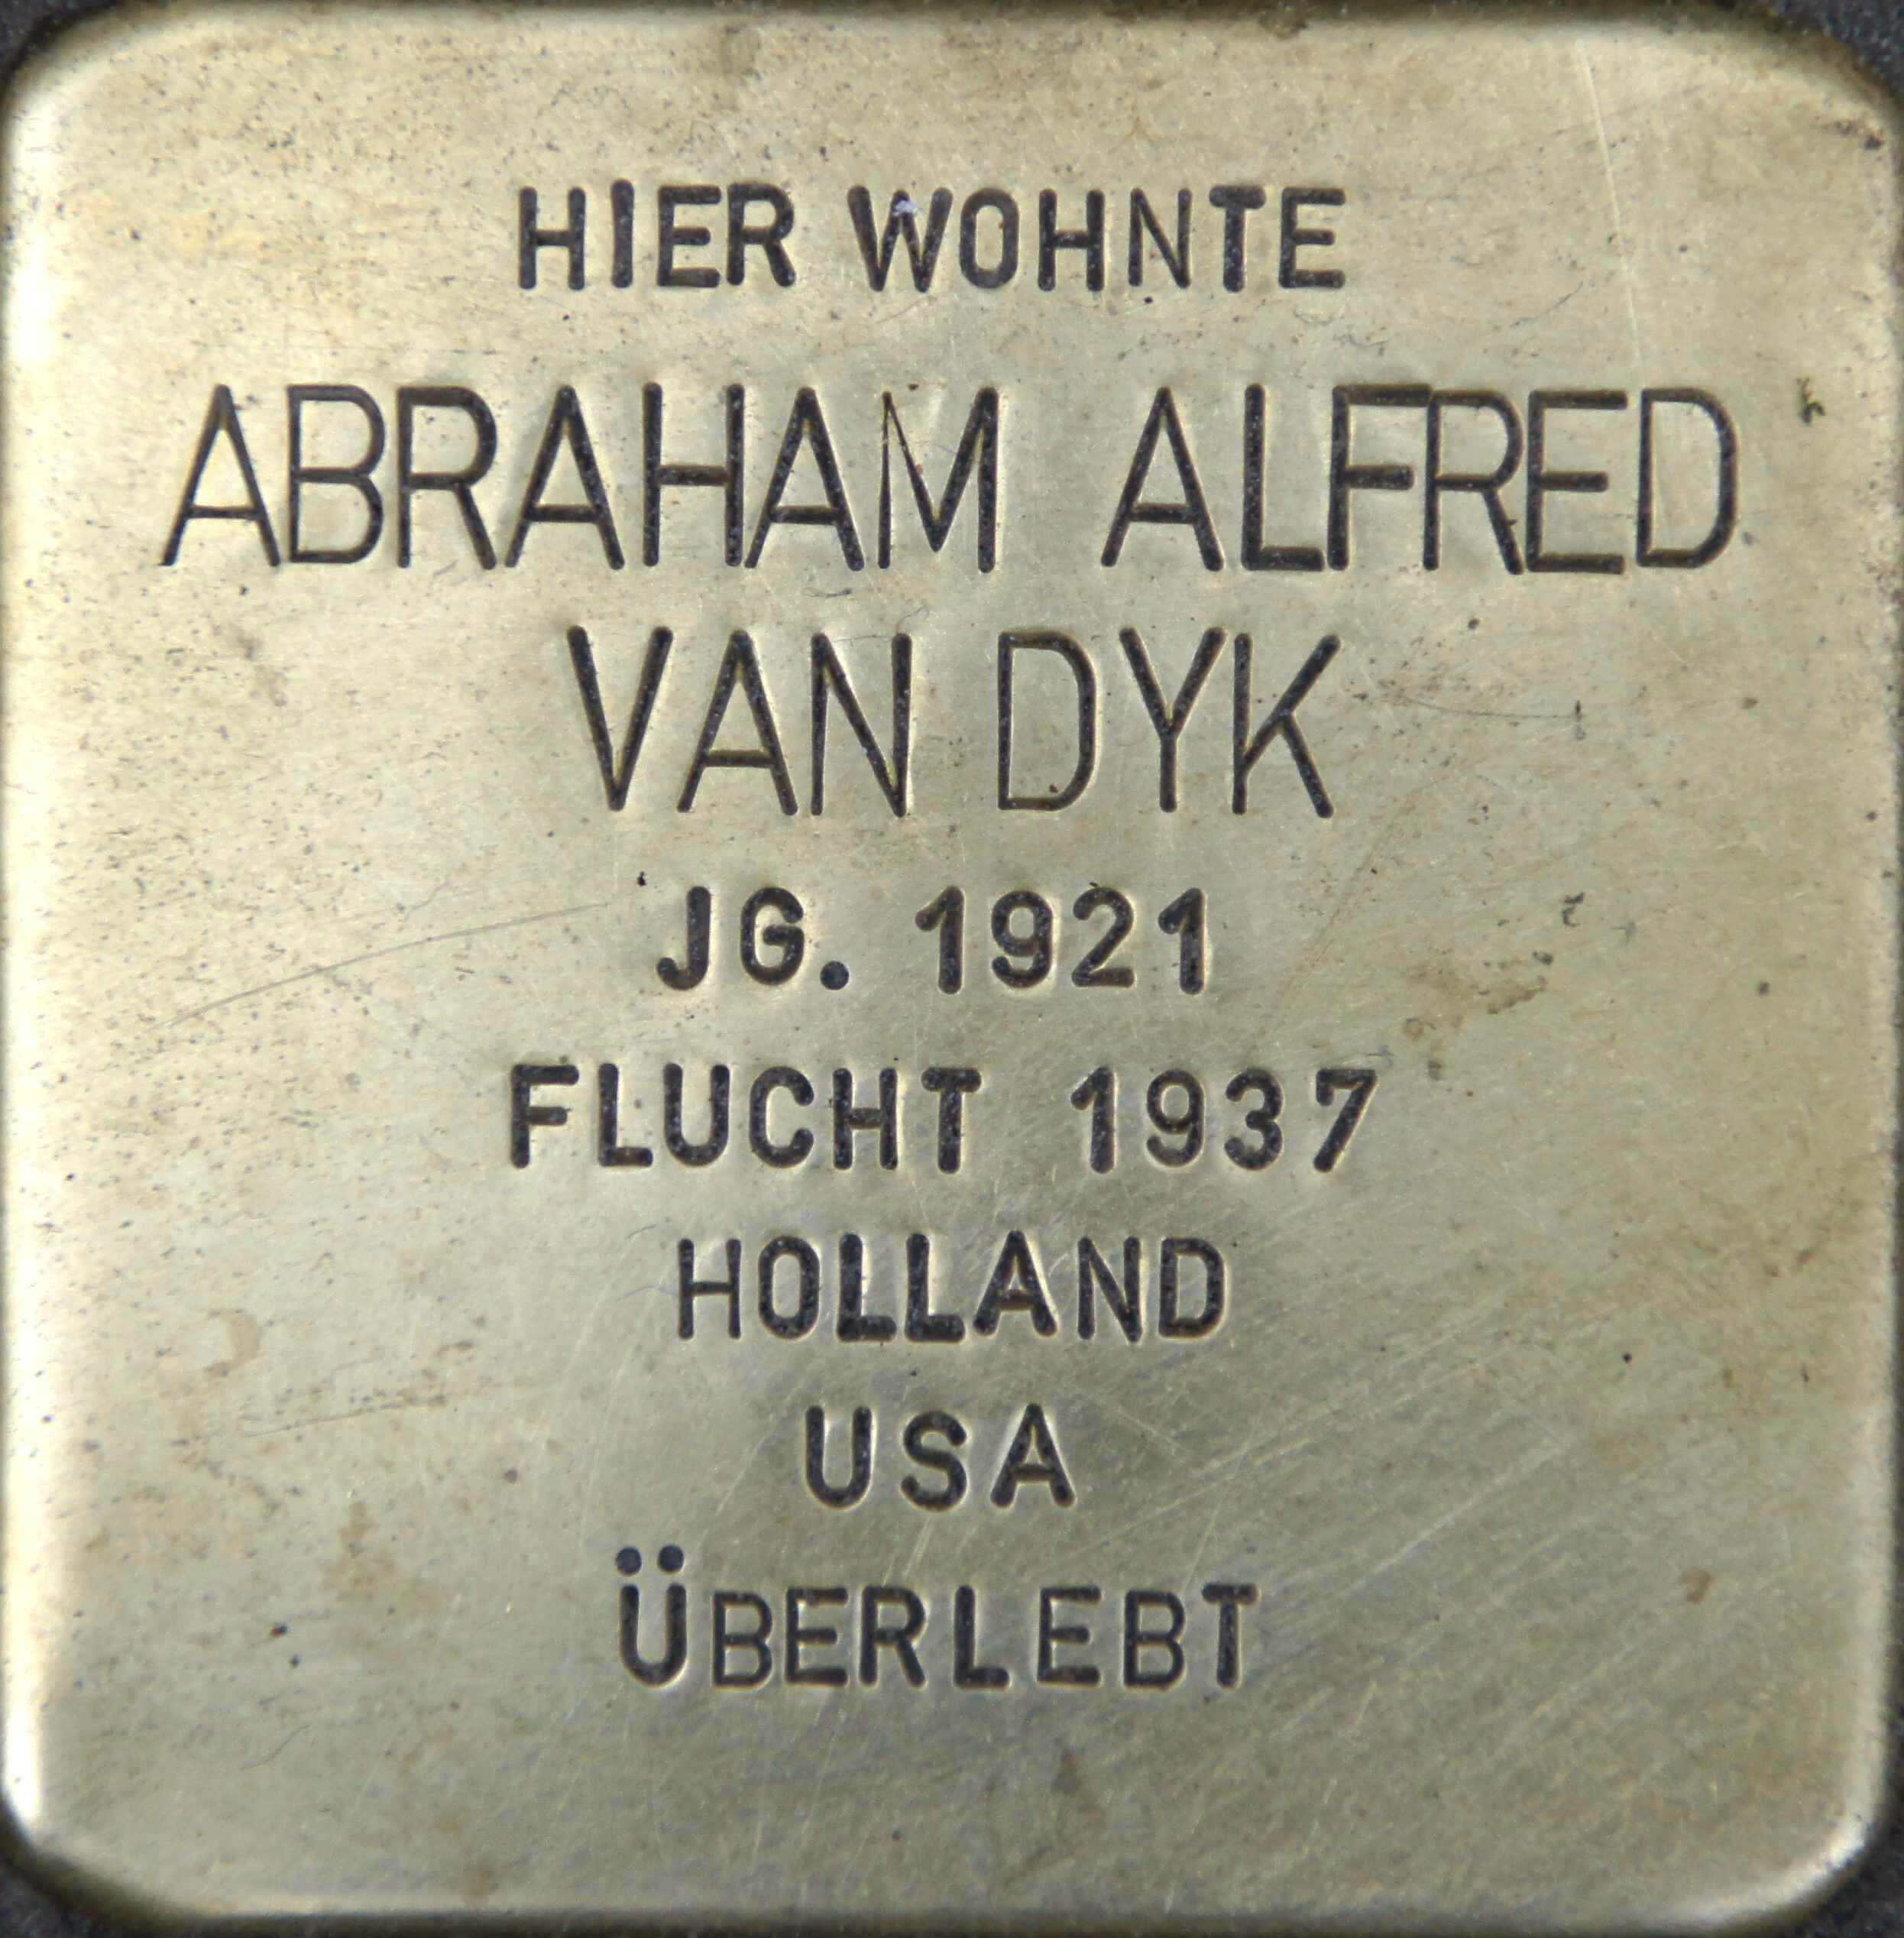 HIER WOHNTE
ABRAHAM ALFRED
VAN DYK
JG. 1921
FLUCHT 1937
HOLLAND
USA
ÜBERLEBT